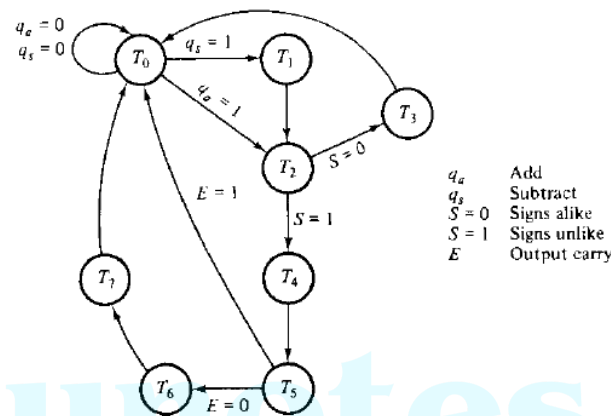 q_a = 0
q_s = 0
T_0
q_s = 1
T_1
q_a = 1
T_2
S = 0
T_3
E = 1
S = 1
T_4
T_7
T_6
E = 0
T_5
q_a Add
q_s Subtract
S = 0 Signs alike
S = 1 Signs unlike
E Output carry